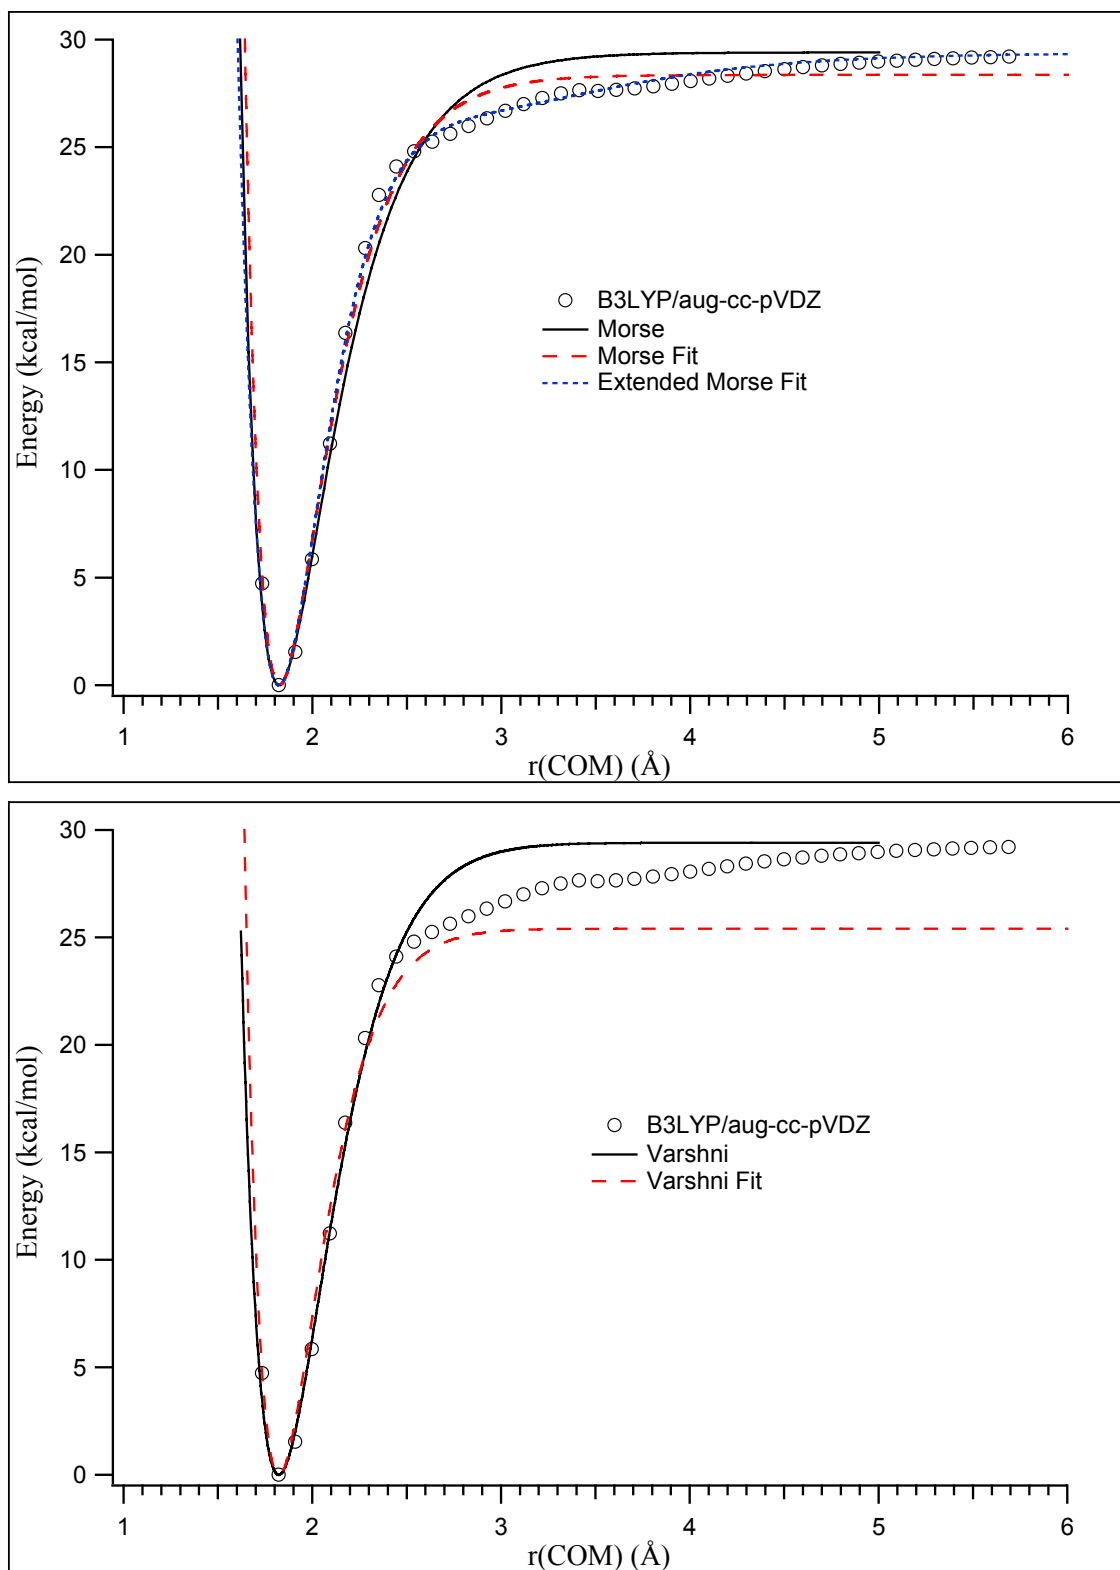 30
25
20
15
10
5
0
Energy (kcal/mol)
B3LYP/aug-cc-pVDZ
Morse
Morse Fit
Extended Morse Fit
1 2 3 4 5 6
r(COM) (Å)
30
25
20
15
10
5
0
Energy (kcal/mol)
B3LYP/aug-cc-pVDZ
Varshni
Varshni Fit
1 2 3 4 5 6
r(COM) (Å)